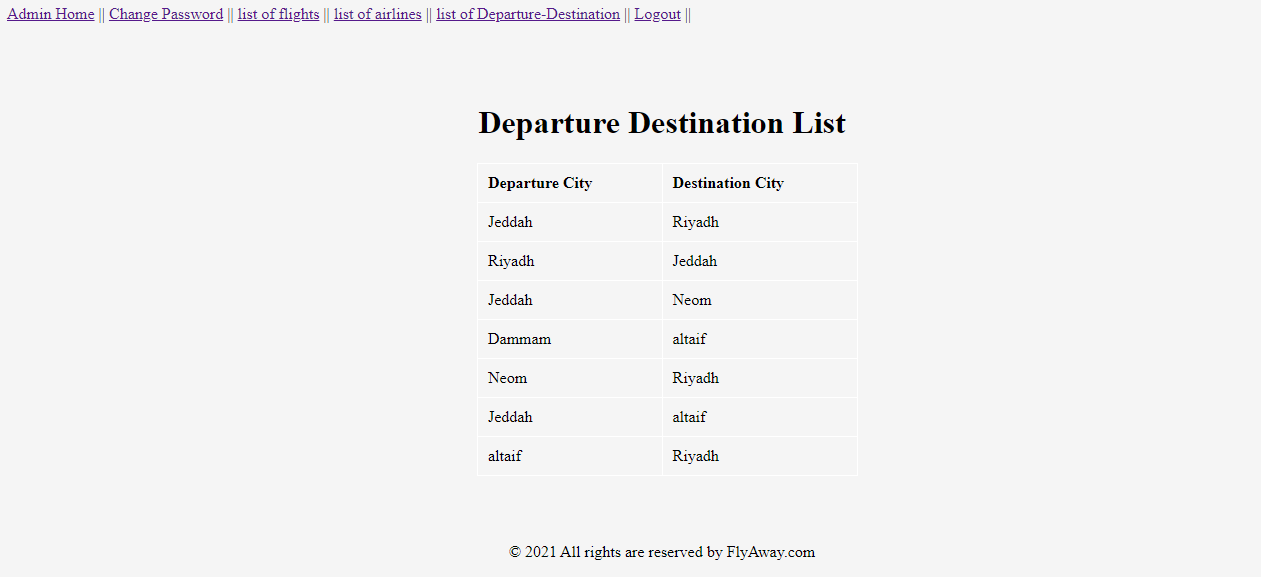 Admin Home || Change Password || list of flights || list of airlines || list of Departure-Destination || Logout ||
Departure Destination List
Departure City Destination City
Jeddah Riyadh
Riyadh Jeddah
Jeddah Neom
Dammam altaif
Neom Riyadh
Jeddah altaif
altaif Riyadh
© 2021 All rights are reserved by FlyAway.com